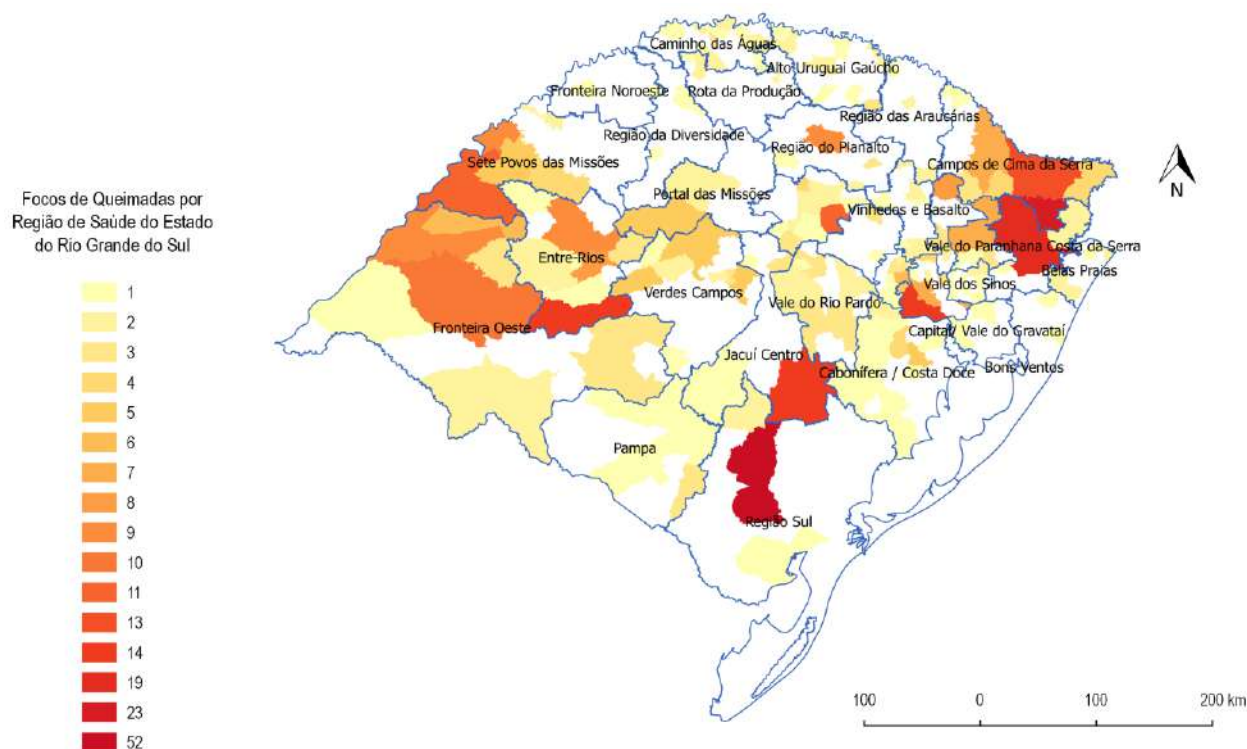 Focos de Queimadas por
Região de Saúde do Estado
do Rio Grande do Sul
1
2
3
4
5
6
7
8
9
10
11
13
14
19
23
52
Caminho das Águas
Alto Uruguai Gaúcho
Fronteira Noroeste
Rota da Produção
Região das Araucárias
Região da Diversidade
Região do Planalto
Sete Povos das Missões
Campos de Cima da Serra
Portal das Missões
Vinhedos e Basalto
Vale do Paranhana Costa da Serra
Entre-Rios
Belas Praias
Vale dos Sinos
Verdes Campos
Vale do Rio Pardo
Fronteira Oeste
Capital/ Vale do Gravataí
Jacuí Centro
Cabonífera / Costa Doce
Bons Ventos
Pampa
Região Sul
N
100
0
100
200 km